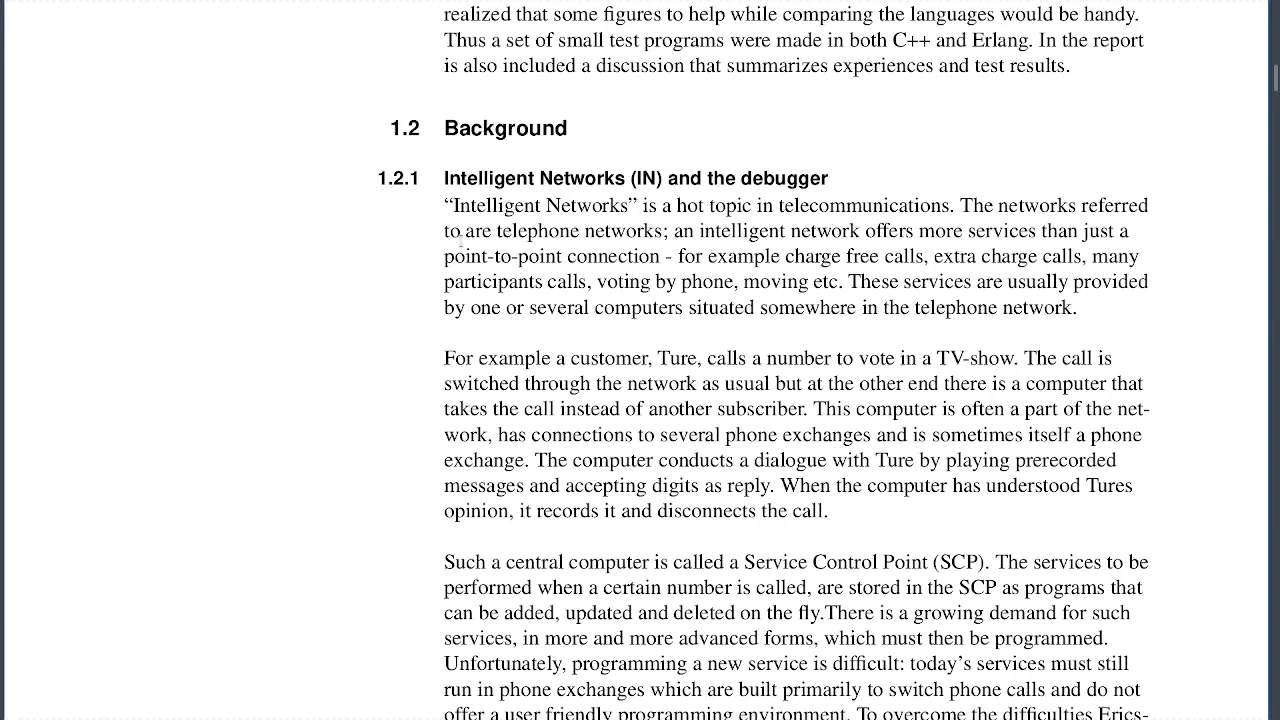 realized that some figures to help while comparing the languages would be handy.
Thus a set of small test programs were made in both C++ and Erlang. In the report
is also included a discussion that summarizes experiences and test results.
1.2 Background
1.2.1 Intelligent Networks (IN) and the debugger
“Intelligent Networks” is a hot topic in telecommunications. The networks referred
to are telephone networks; an intelligent network offers more services than just a
point-to-point connection - for example charge free calls, extra charge calls, many
participants calls, voting by phone, moving etc. These services are usually provided
by one or several computers situated somewhere in the telephone network.
For example a customer, Ture, calls a number to vote in a TV-show. The call is
switched through the network as usual but at the other end there is a computer that
takes the call instead of another subscriber. This computer is often a part of the net-
work, has connections to several phone exchanges and is sometimes itself a phone
exchange. The computer conducts a dialogue with Ture by playing prerecorded
messages and accepting digits as reply. When the computer has understood Tures
opinion, it records it and disconnects the call.
Such a central computer is called a Service Control Point (SCP). The services to be
performed when a certain number is called, are stored in the SCP as programs that
can be added, updated and deleted on the fly.There is a growing demand for such
services, in more and more advanced forms, which must then be programmed.
Unfortunately, programming a new service is difficult: today’s services must still
run in phone exchanges which are built primarily to switch phone calls and do not
offer a user friendly programming environment. To overcome the difficulties Erics-